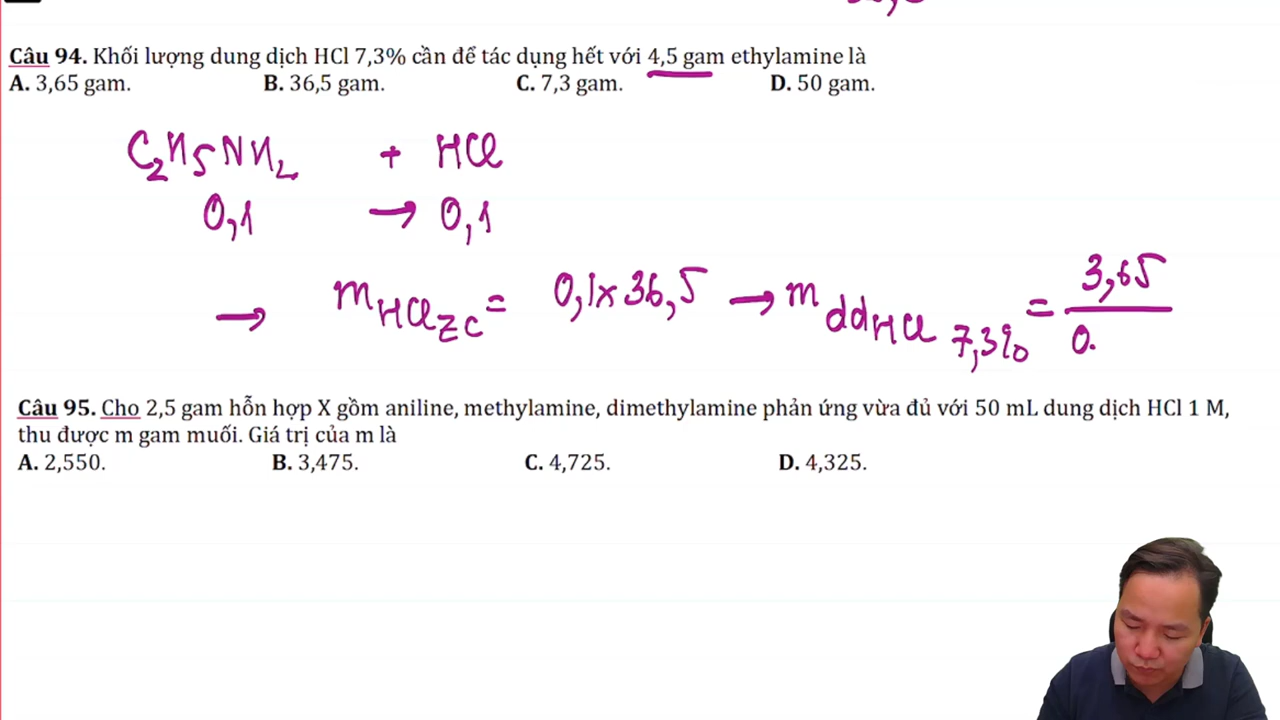 Câu 94. Khối lượng dung dịch HCl 7,3% cần để tác dụng hết với 4,5 gam ethylamine là
A. 3,65 gam. B. 36,5 gam. C. 7,3 gam. D. 50 gam.
C2H5NH2 + HCl
0,1 → 0,1
→ mHClZC = 0,1x36,5 → mddHCl 7,3% = 3,65 / 0.
Câu 95. Cho 2,5 gam hỗn hợp X gồm aniline, methylamine, dimethylamine phản ứng vừa đủ với 50 mL dung dịch HCl 1 M,
thu được m gam muối. Giá trị của m là
A. 2,550. B. 3,475. C. 4,725. D. 4,325.